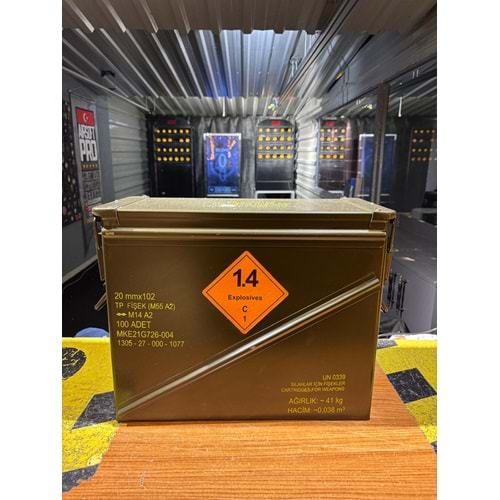 AIRSOFT
PRO
1.4
Explosives
C
1
20 mmx102
TP. FİŞEK (M55 A2)
M14 A2
100 ADET
MKE21G726-004
1305 - 27 - 000 - 1077
UN 0339
SİLAHLAR İÇİN FİŞEKLER
CARTRIDGES FOR WEAPONS
AĞIRLIK: ~ 41 kg
HACİM: ~0,038 m³